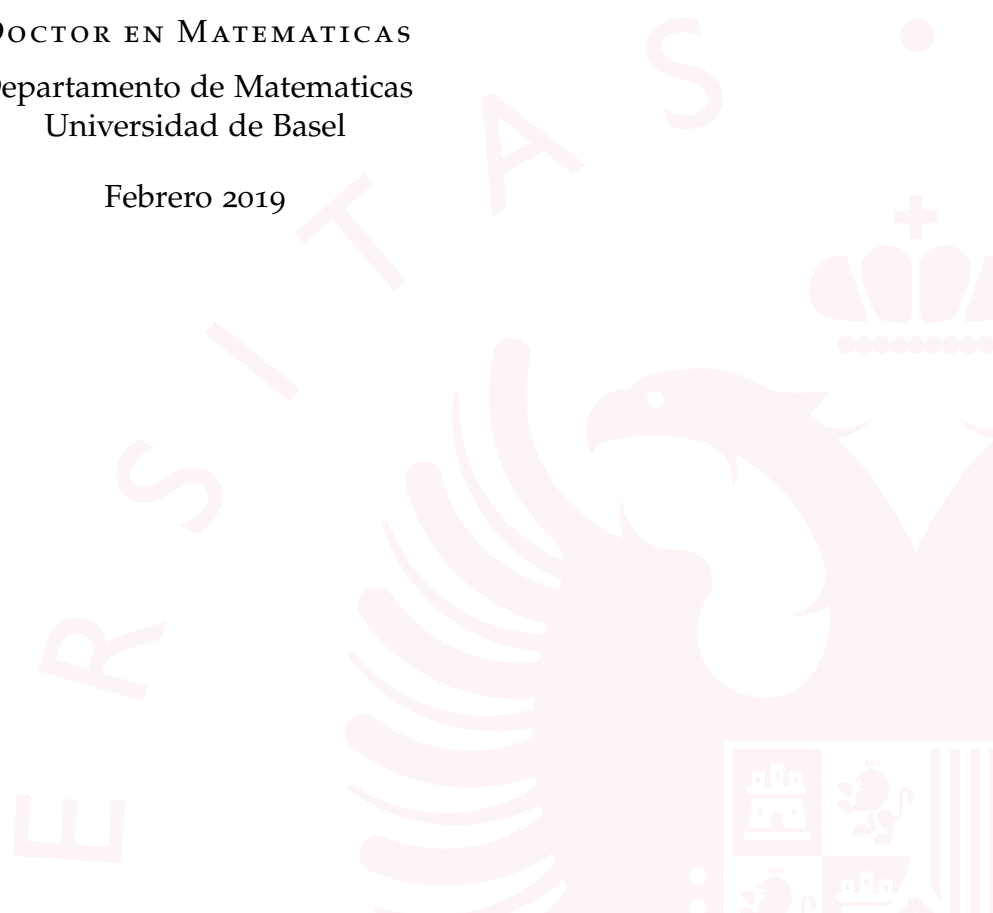 Doctor en Matematicas
Departamento de Matematicas
Universidad de Basel
Febrero 2019
E R S I T A S ·